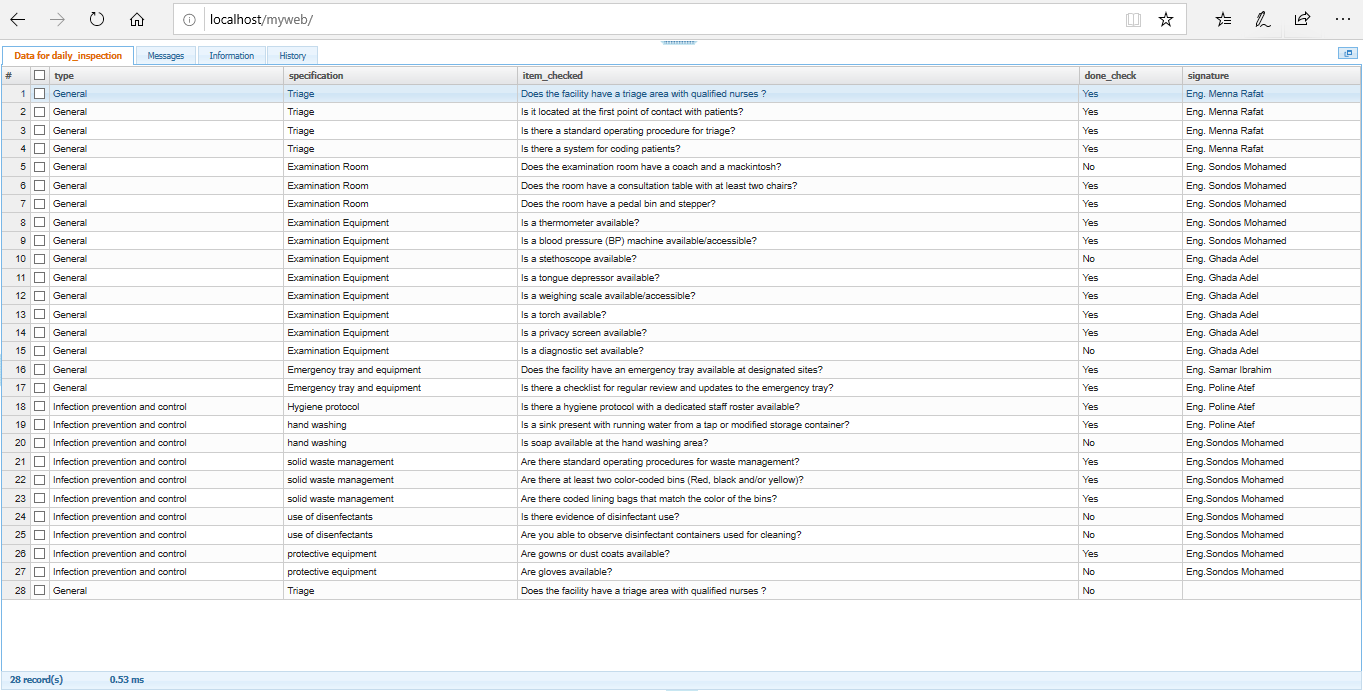 localhost/myweb/
Data for daily_inspection Messages Information History
# type specification item_checked done_check signature
1 General Triage Does the facility have a triage area with qualified nurses ? Yes Eng. Menna Rafat
2 General Triage Is it located at the first point of contact with patients? Yes Eng. Menna Rafat
3 General Triage Is there a standard operating procedure for triage? Yes Eng. Menna Rafat
4 General Triage Is there a system for coding patients? Yes Eng. Menna Rafat
5 General Examination Room Does the examination room have a coach and a mackintosh? No Eng. Sondos Mohamed
6 General Examination Room Does the room have a consultation table with at least two chairs? Yes Eng. Sondos Mohamed
7 General Examination Room Does the room have a pedal bin and stepper? Yes Eng. Sondos Mohamed
8 General Examination Equipment Is a thermometer available? Yes Eng. Sondos Mohamed
9 General Examination Equipment Is a blood pressure (BP) machine available/accessible? Yes Eng. Sondos Mohamed
10 General Examination Equipment Is a stethoscope available? No Eng. Ghada Adel
11 General Examination Equipment Is a tongue depressor available? Yes Eng. Ghada Adel
12 General Examination Equipment Is a weighing scale available/accessible? Yes Eng. Ghada Adel
13 General Examination Equipment Is a torch available? Yes Eng. Ghada Adel
14 General Examination Equipment Is a privacy screen available? Yes Eng. Ghada Adel
15 General Examination Equipment Is a diagnostic set available? No Eng. Ghada Adel
16 General Emergency tray and equipment Does the facility have an emergency tray available at designated sites? Yes Eng. Samar Ibrahim
17 General Emergency tray and equipment Is there a checklist for regular review and updates to the emergency tray? Yes Eng. Poline Atef
18 Infection prevention and control Hygiene protocol Is there a hygiene protocol with a dedicated staff roster available? Yes Eng. Poline Atef
19 Infection prevention and control hand washing Is a sink present with running water from a tap or modified storage container? Yes Eng. Poline Atef
20 Infection prevention and control hand washing Is soap available at the hand washing area? No Eng.Sondos Mohamed
21 Infection prevention and control solid waste management Are there standard operating procedures for waste management? Yes Eng.Sondos Mohamed
22 Infection prevention and control solid waste management Are there at least two color-coded bins (Red, black and/or yellow)? Yes Eng.Sondos Mohamed
23 Infection prevention and control solid waste management Are there coded lining bags that match the color of the bins? Yes Eng.Sondos Mohamed
24 Infection prevention and control use of disenfectants Is there evidence of disinfectant use? No Eng.Sondos Mohamed
25 Infection prevention and control use of disenfectants Are you able to observe disinfectant containers used for cleaning? No Eng.Sondos Mohamed
26 Infection prevention and control protective equipment Are gowns or dust coats available? Yes Eng.Sondos Mohamed
27 Infection prevention and control protective equipment Are gloves available? No Eng.Sondos Mohamed
28 General Triage Does the facility have a triage area with qualified nurses ? No
28 record(s) 0.53 ms